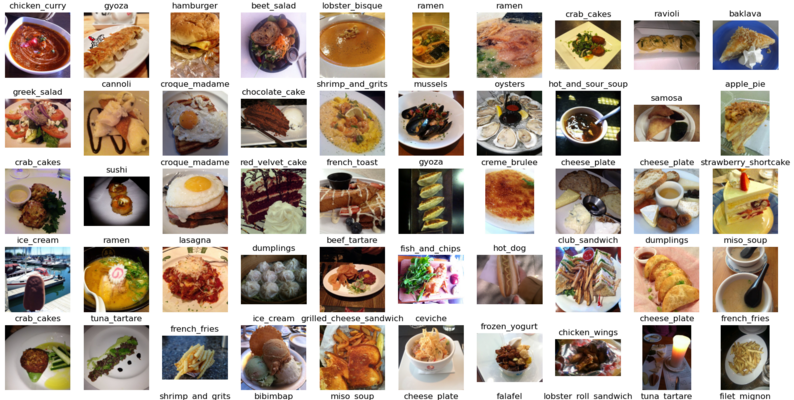 chicken_curry gyoza hamburger beet_salad lobster_bisque ramen ramen crab_cakes ravioli baklava
greek_salad cannoli croque_madame chocolate_cake shrimp_and_grits mussels oysters hot_and_sour_soup samosa apple_pie
crab_cakes sushi croque_madame red_velvet_cake french_toast gyoza creme_brulee cheese_plate cheese_plate strawberry_shortcake
ice_cream ramen lasagna dumplings beef_tartare fish_and_chips hot_dog club_sandwich dumplings miso_soup
crab_cakes tuna_tartare french_fries ice_cream grilled_cheese_sandwich ceviche frozen_yogurt chicken_wings cheese_plate french_fries
shrimp_and_grits bibimbap miso_soup cheese_plate falafel lobster_roll_sandwich tuna_tartare filet_mignon